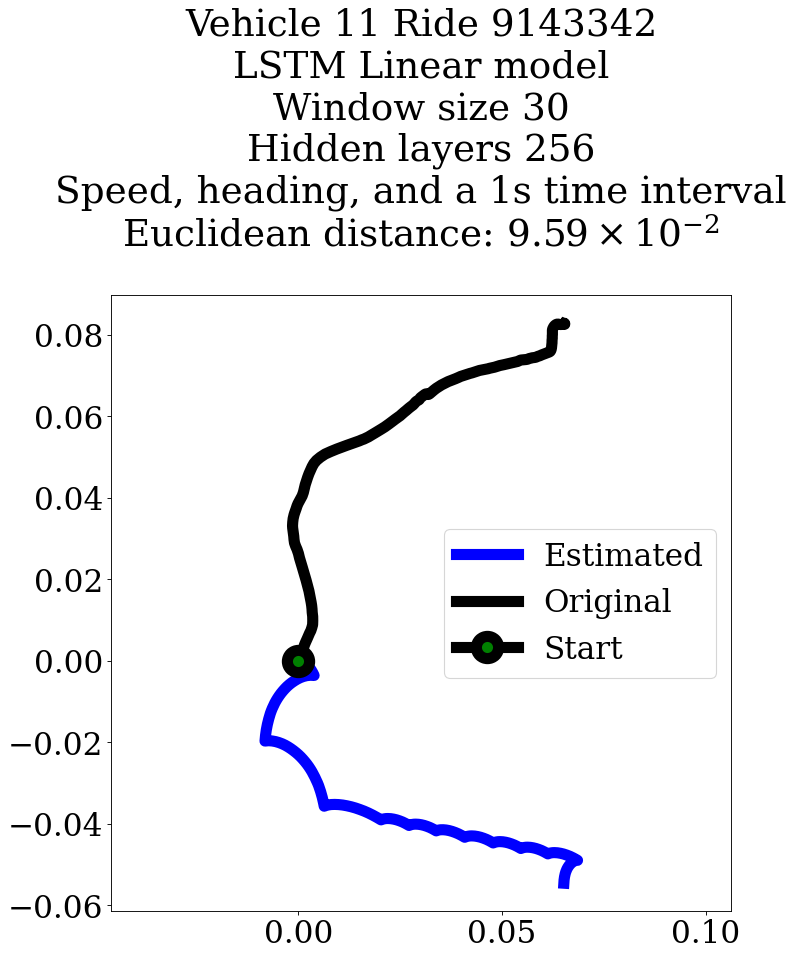 Vehicle 11 Ride 9143342
LSTM Linear model
Window size 30
Hidden layers 256
Speed, heading, and a 1s time interval
Euclidean distance: 9.59 × 10⁻²
0.08
0.06
0.04
0.02
0.00
−0.02
−0.04
−0.06
Estimated
Original
Start
0.00 0.05 0.10